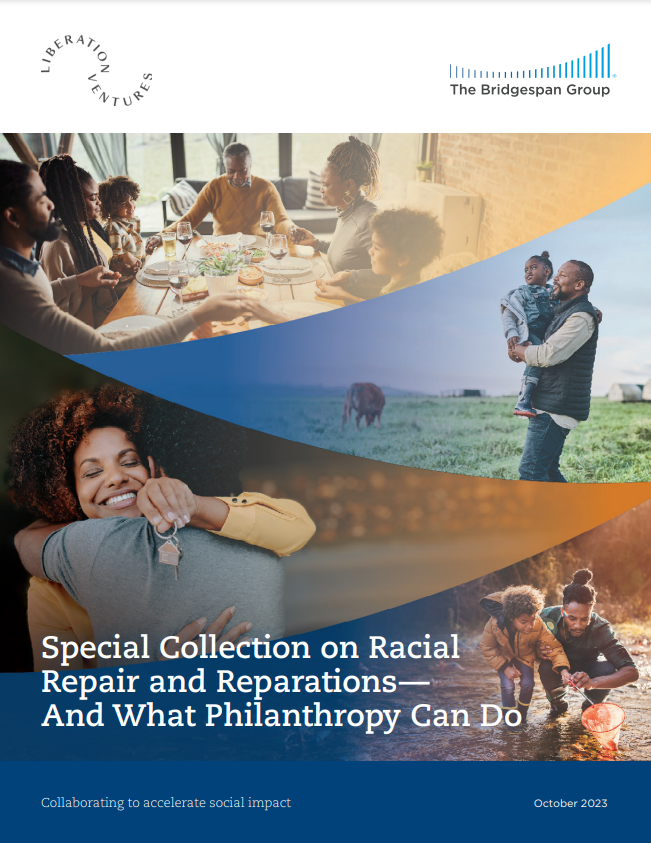 LIBERATION
VENTURES
The Bridgespan Group
Special Collection on Racial
Repair and Reparations—
And What Philanthropy Can Do
Collaborating to accelerate social impact
October 2023